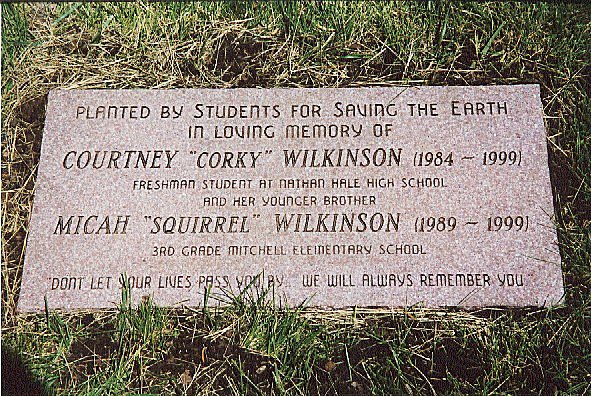 PLANTED BY STUDENTS FOR SAVING THE EARTH
IN LOVING MEMORY OF
COURTNEY "CORKY" WILKINSON (1984 ~ 1999)
FRESHMAN STUDENT AT NATHAN HALE HIGH SCHOOL
AND HER YOUNGER BROTHER
MICAH "SQUIRREL" WILKINSON (1989 ~ 1999)
3RD GRADE MITCHELL ELEMENTARY SCHOOL
"DONT LET YOUR LIVES PASS YOU BY. WE WILL ALWAYS REMEMBER YOU"